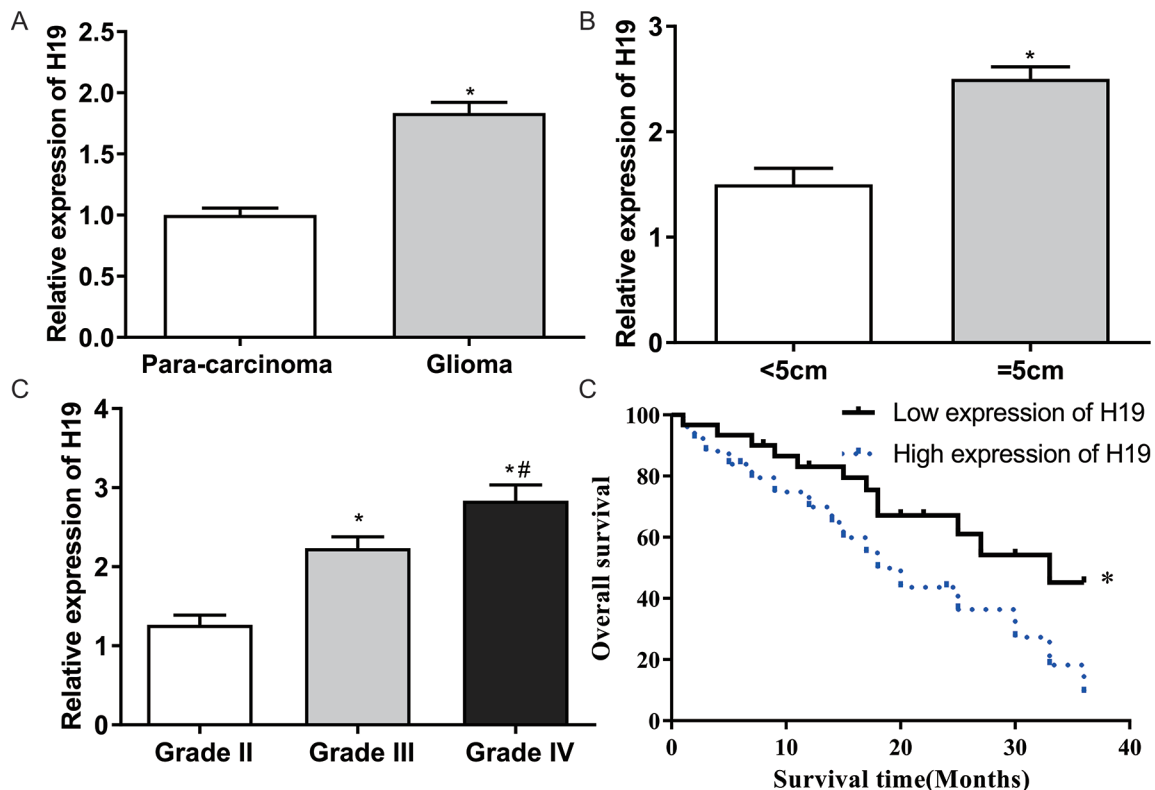 A
Relative expression of H19
2.5
2.0
1.5
1.0
0.5
0.0
*
Para-carcinoma
Glioma
B
Relative expression of H19
3
2
1
0
*
<5cm
=5cm
C
Relative expression of H19
4
3
2
1
0
*
*#
Grade II
Grade III
Grade IV
C
Low expression of H19
High expression of H19
Overall survival
100
80
60
40
20
0
*
0
10
20
30
40
Survival time(Months)